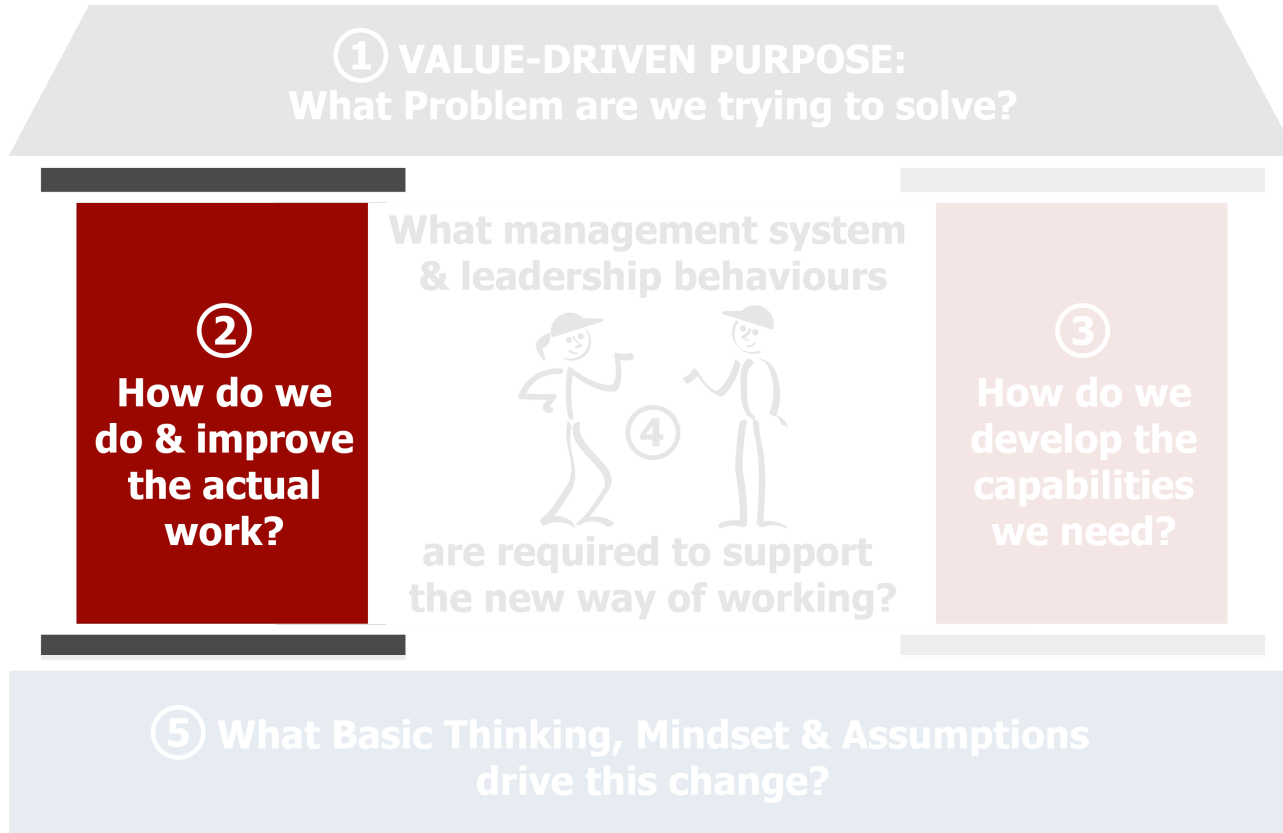 ① VALUE-DRIVEN PURPOSE:
What Problem are we trying to solve?
②
How do we
do & improve
the actual
work?
What management system
& leadership behaviours
④
are required to support
the new way of working?
③
How do we
develop the
capabilities
we need?
⑤ What Basic Thinking, Mindset & Assumptions
drive this change?